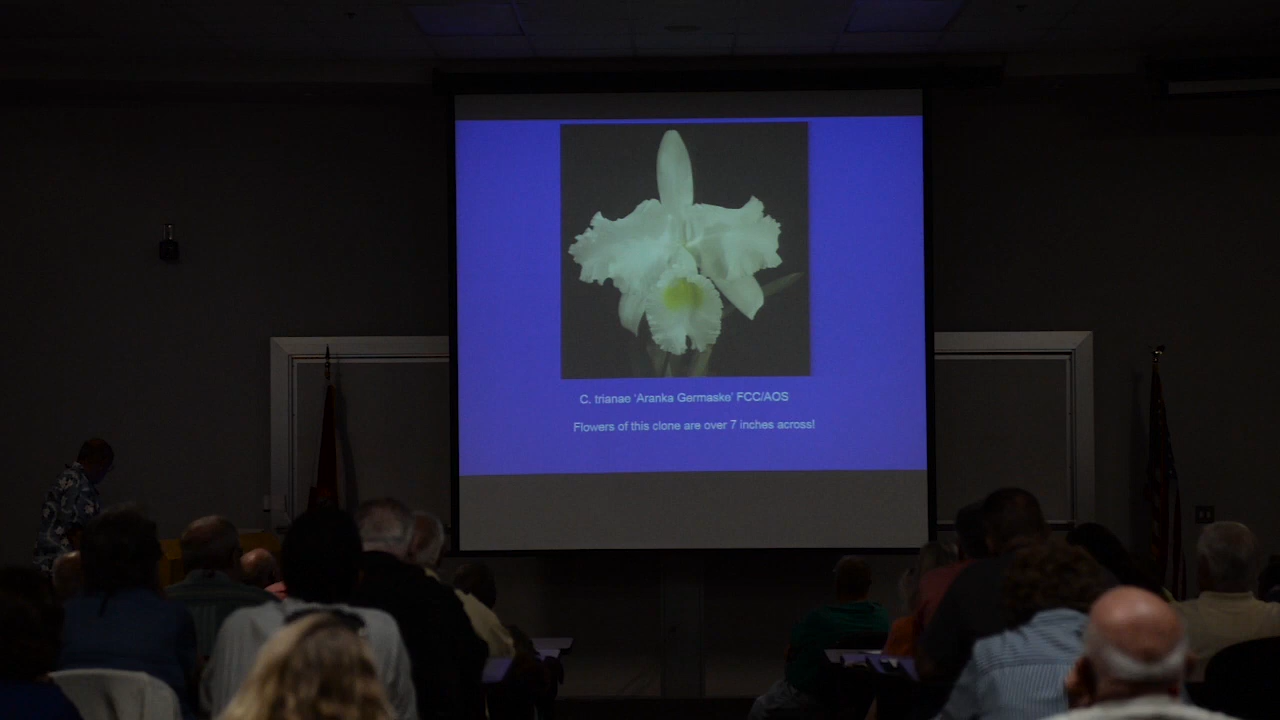 C. trianae 'Aranka Germaske' FCC/AOS
Flowers of this clone are over 7 inches across!